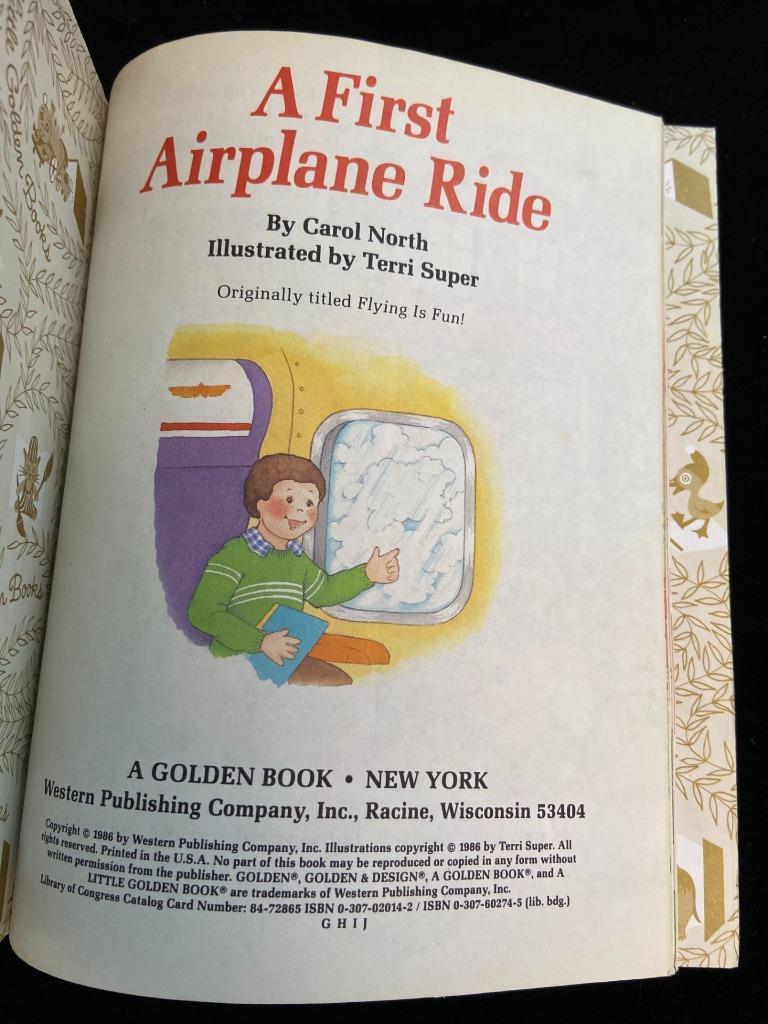 A First
Airplane Ride
By Carol North
Illustrated by Terri Super
Originally titled Flying Is Fun!
A GOLDEN BOOK • NEW YORK
Western Publishing Company, Inc., Racine, Wisconsin 53404
Copyright © 1986 by Western Publishing Company, Inc. Illustrations copyright © 1986 by Terri Super. All
rights reserved. Printed in the U.S.A. No part of this book may be reproduced or copied in any form without
written permission from the publisher. GOLDEN®, GOLDEN & DESIGN®, A GOLDEN BOOK®, and A
LITTLE GOLDEN BOOK® are trademarks of Western Publishing Company, Inc.
Library of Congress Catalog Card Number: 84-72865 ISBN 0-307-02014-2 / ISBN 0-307-60274-5 (lib. bdg.)
G H I J
Golden Books
Books